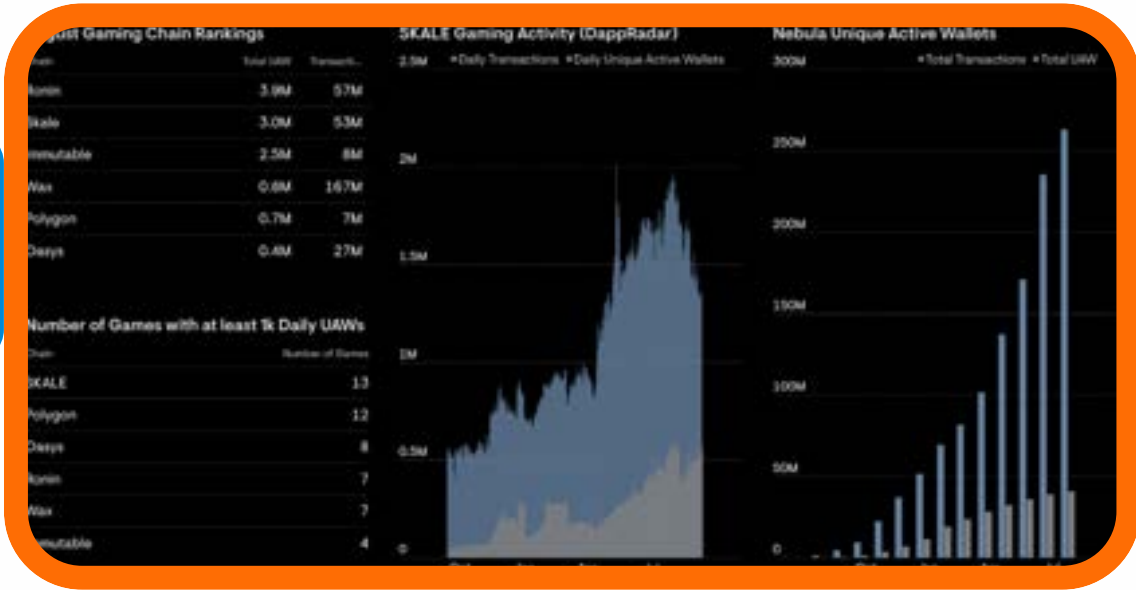 Gaming Chain Rankings
Total UAW Transacti...
3.9M 57M
3.0M 53M
2.5M 8M
Wax 0.8M 167M
Polygon 0.7M 7M
Oasys 0.4M 27M
Number of Games with at least 1k Daily UAWs
Chain Number of Games
SKALE 13
Polygon 12
Oasys 8
Ronin 7
Wax 7
4
SKALE Gaming Activity (DappRadar)
2.5M Daily Transactions Daily Unique Active Wallets
2M
1.5M
1M
0.5M
0
Nebula Unique Active Wallets
300M Total Transactions Total UAW
250M
200M
150M
100M
50M
0